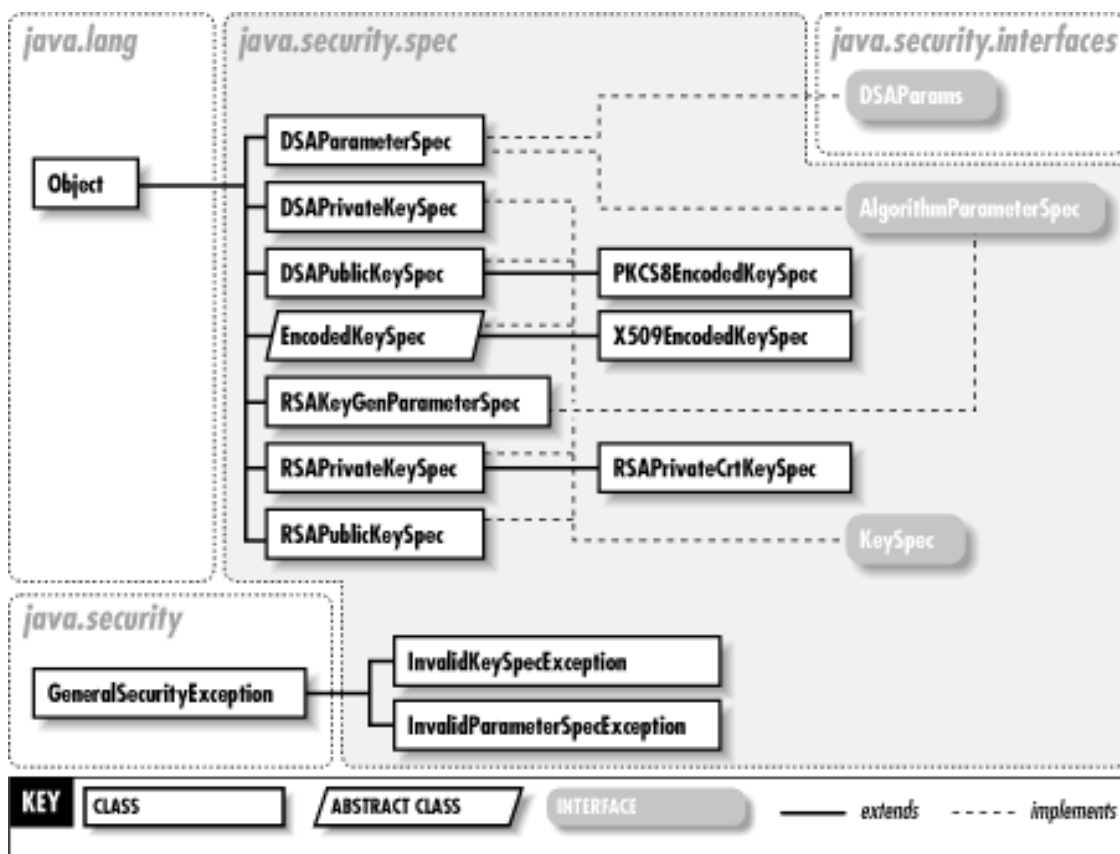 java.lang
java.security.spec
java.security.interfaces
DSAParams
DSAParameterSpec
Object
DSAPrivateKeySpec
AlgorithmParameterSpec
DSAPublicKeySpec
PKCS8EncodedKeySpec
EncodedKeySpec
X509EncodedKeySpec
RSAKeyGenParameterSpec
RSAPrivateKeySpec
RSAPrivateCrtKeySpec
RSAPublicKeySpec
KeySpec
java.security
InvalidKeySpecException
GeneralSecurityException
InvalidParameterSpecException
KEY
CLASS
ABSTRACT CLASS
INTERFACE
extends
implements